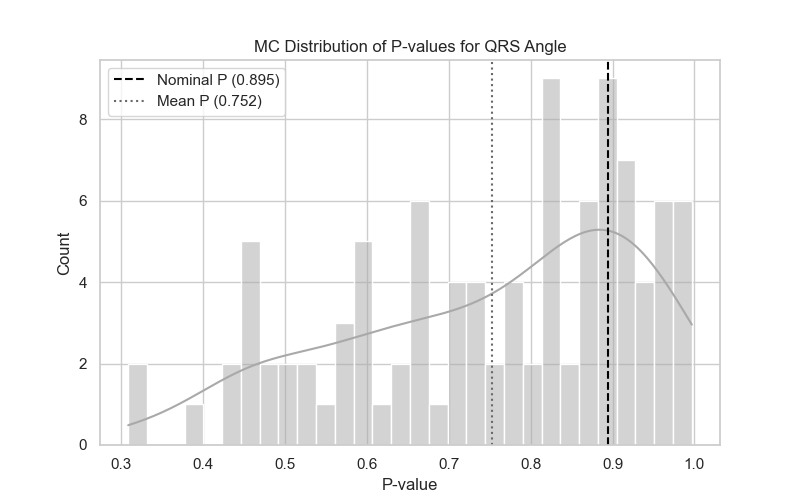 MC Distribution of P-values for QRS Angle
Nominal P (0.895)
Mean P (0.752)
Count
8
6
4
2
0
0.3 0.4 0.5 0.6 0.7 0.8 0.9 1.0
P-value